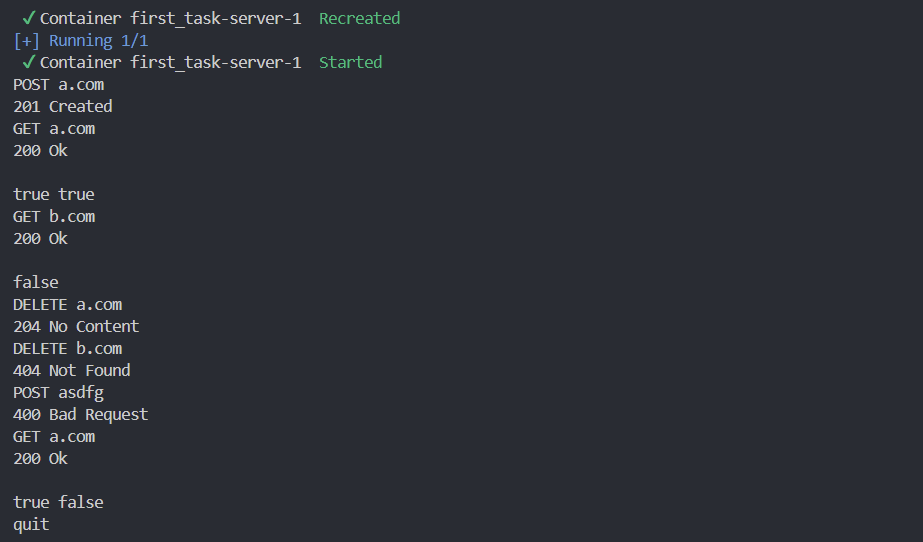 ✓ Container first_task-server-1 Recreated
[+] Running 1/1
✓ Container first_task-server-1 Started
POST a.com
201 Created
GET a.com
200 Ok
true true
GET b.com
200 Ok
false
DELETE a.com
204 No Content
DELETE b.com
404 Not Found
POST asdfg
400 Bad Request
GET a.com
200 Ok
true false
quit